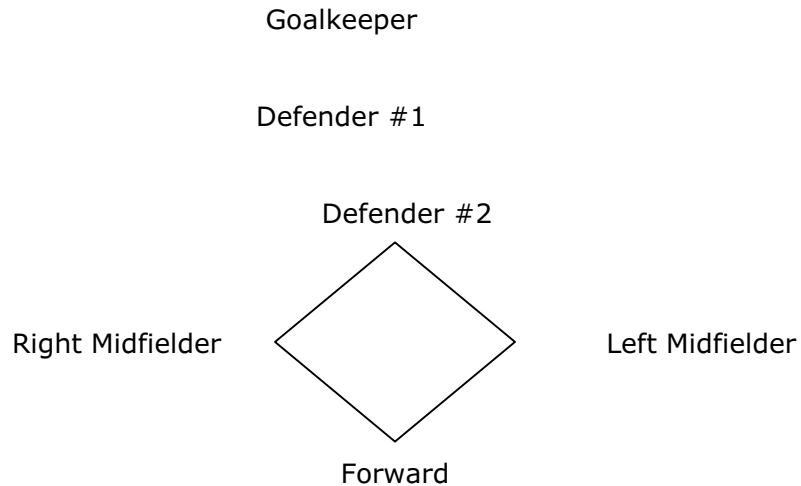 Goalkeeper
Defender #1
Defender #2
Right Midfielder
Left Midfielder
Forward